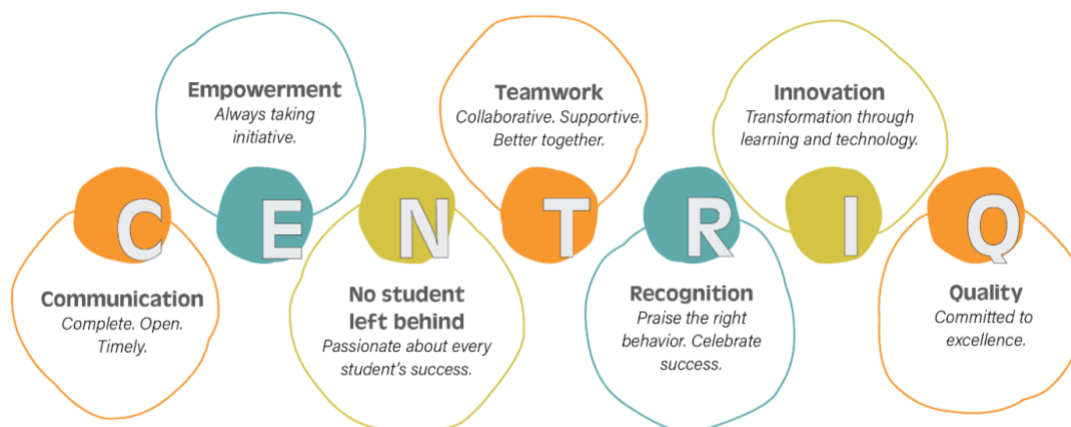 C
Communication
Complete. Open.
Timely.
Empowerment
Always taking
initiative.
E
N
No student
left behind
Passionate about every
student's success.
Teamwork
Collaborative. Supportive.
Better together.
T
R
Recognition
Praise the right
behavior. Celebrate
success.
Innovation
Transformation through
learning and technology.
I
Q
Quality
Committed to
excellence.